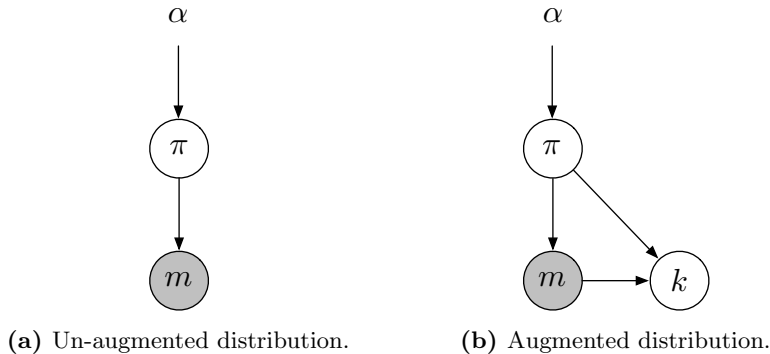 α α
π π
m m k
(a) Un-augmented distribution. (b) Augmented distribution.